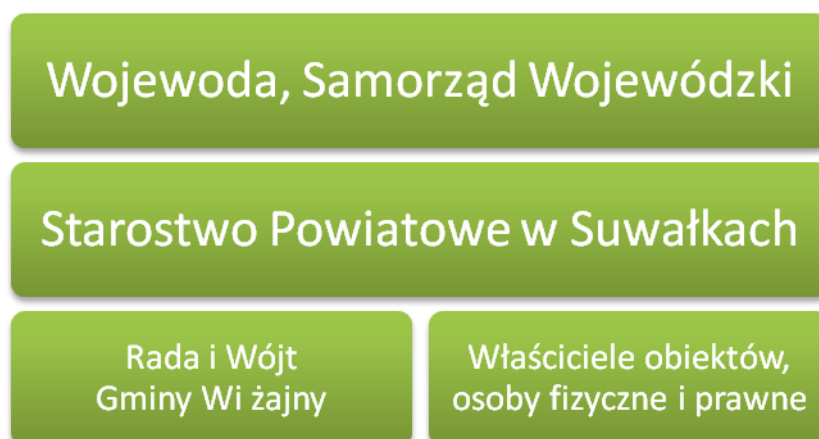 Wojewoda, Samorząd Wojewódzki
Starostwo Powiatowe w Suwałkach
Rada i Wójt
Gminy Wi żajny
Właściciele obiektów,
osoby fizyczne i prawne